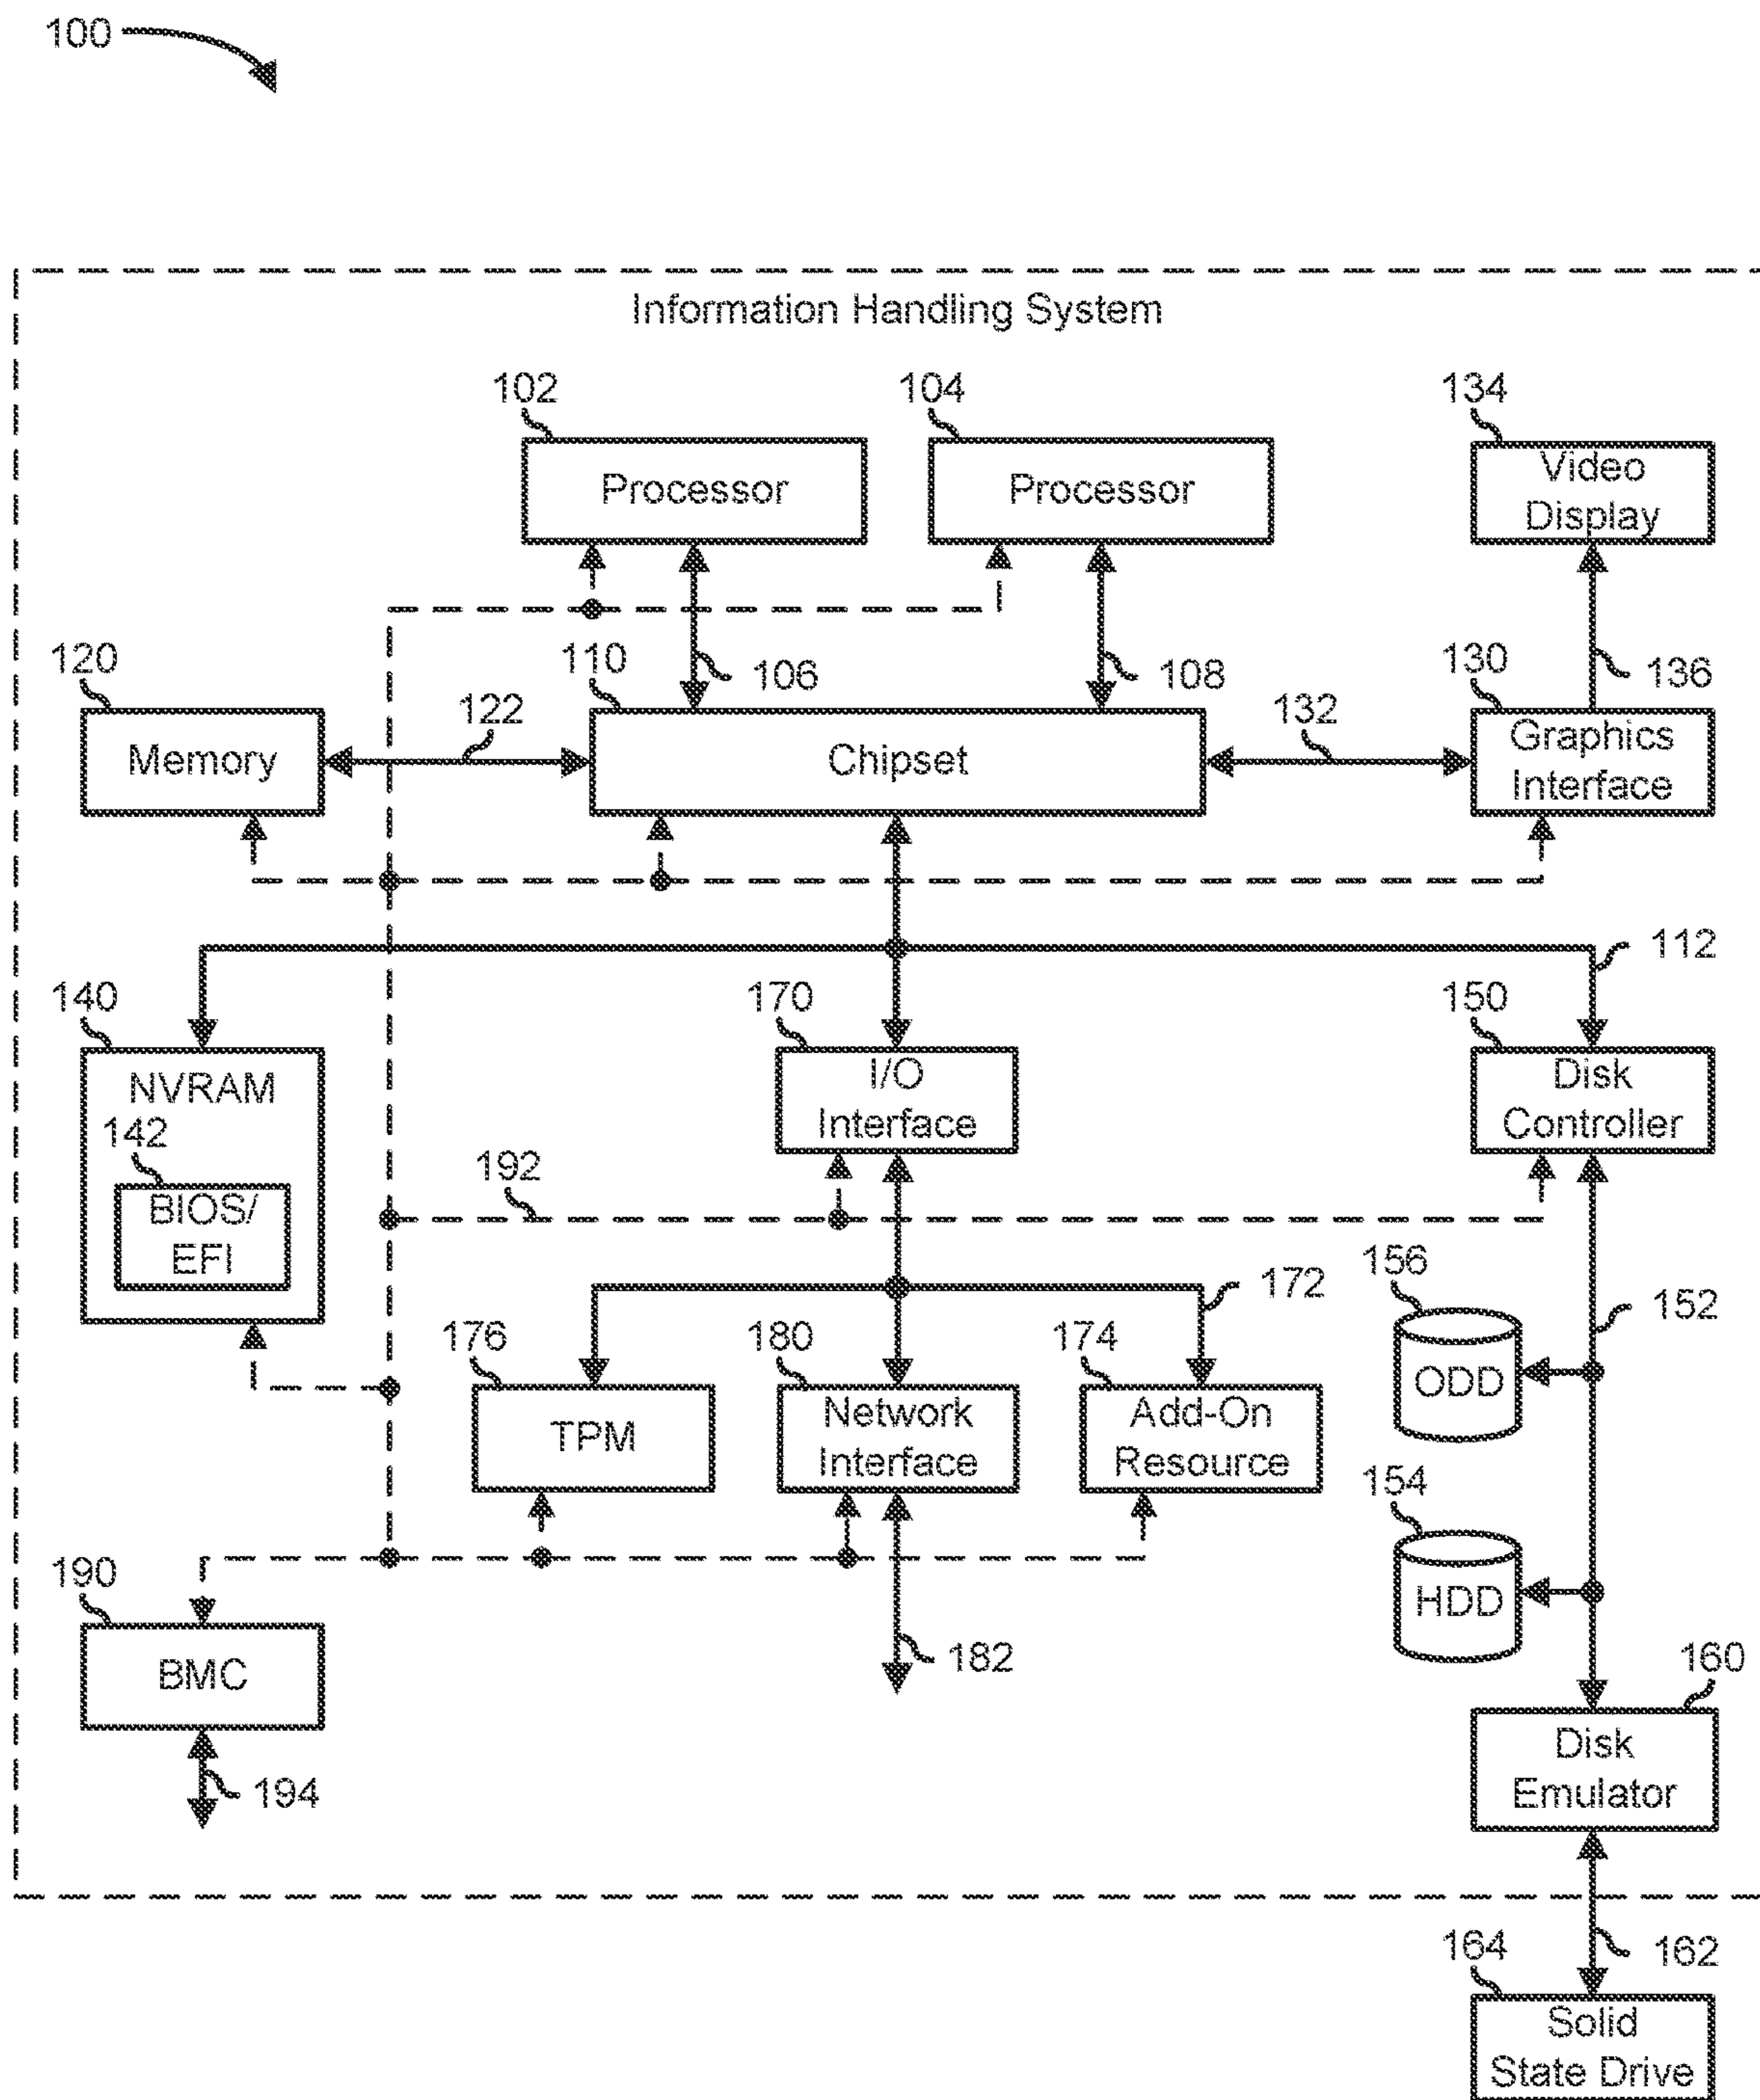 100
Information Handling System
102
104
134
Processor
Processor
Video
Display
120
110
106
108
130
136
122
132
Memory
Chipset
Graphics
Interface
112
140
170
150
NVRAM
I/O
Interface
Disk
Controller
142
BIOS/
EFI
192
156
172
152
176
180
174
ODD
TPM
Network
Interface
Add-On
Resource
154
HDD
190
182
160
BMC
Disk
Emulator
194
164
162
Solid
State Drive